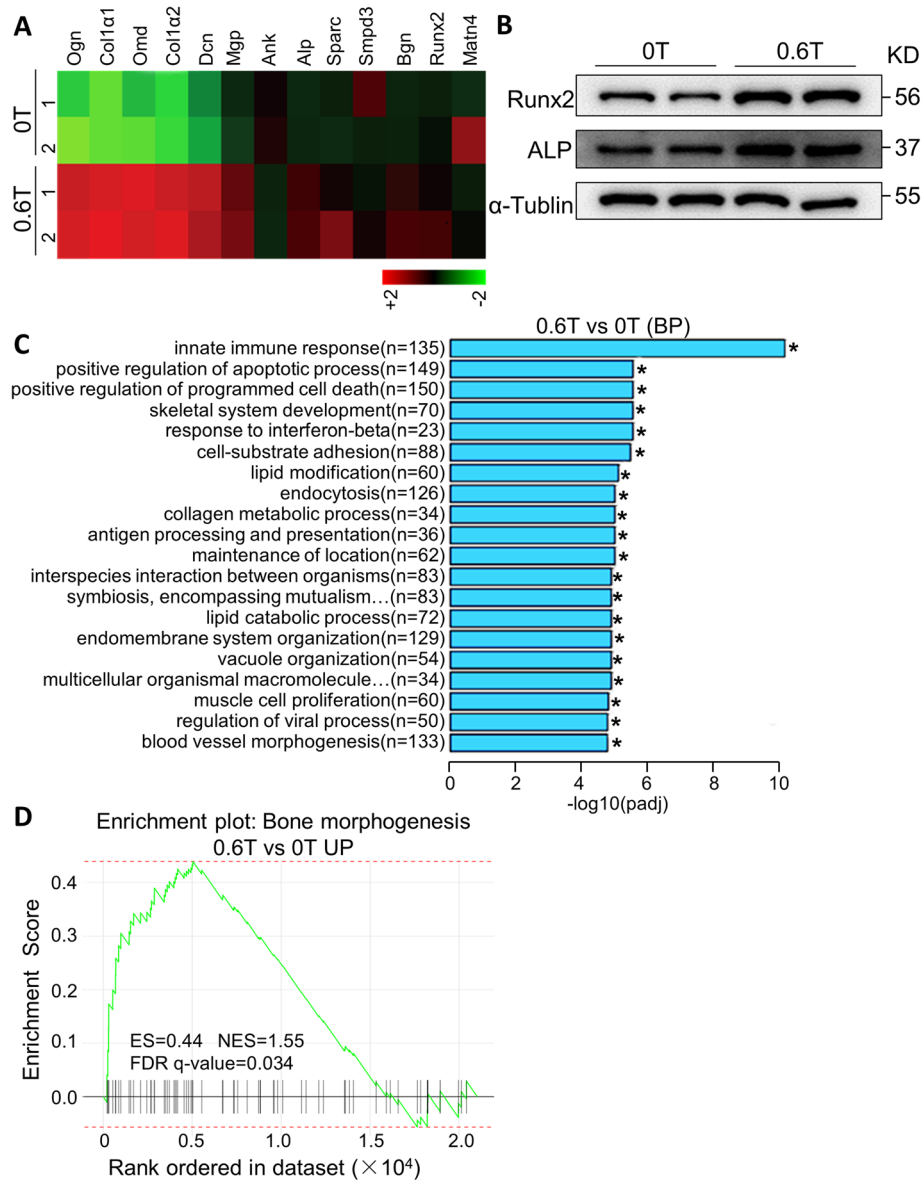 A
Ogn Col1α1 Omd Col1α2 Dcn Mgp Ank Alp Sparc Smpd3 Bgn Runx2 Matn4
0T
1
2
0.6T
1
2
+2 -2
B
0T 0.6T KD
Runx2 56
ALP 37
α-Tublin 55
C
0.6T vs 0T (BP)
innate immune response(n=135) *
positive regulation of apoptotic process(n=149) *
positive regulation of programmed cell death(n=150) *
skeletal system development(n=70) *
response to interferon-beta(n=23) *
cell-substrate adhesion(n=88) *
lipid modification(n=60) *
endocytosis(n=126) *
collagen metabolic process(n=34) *
antigen processing and presentation(n=36) *
maintenance of location(n=62) *
interspecies interaction between organisms(n=83) *
symbiosis, encompassing mutualism…(n=83) *
lipid catabolic process(n=72) *
endomembrane system organization(n=129) *
vacuole organization(n=54) *
multicellular organismal macromolecule…(n=34) *
muscle cell proliferation(n=60) *
regulation of viral process(n=50) *
blood vessel morphogenesis(n=133) *
0 2 4 6 8 10
-log10(padj)
D
Enrichment plot: Bone morphogenesis
0.6T vs 0T UP
Enrichment Score
0.4
0.3
0.2
0.1
0.0
ES=0.44 NES=1.55
FDR q-value=0.034
0 0.5 1.0 1.5 2.0
Rank ordered in dataset (×10⁴)